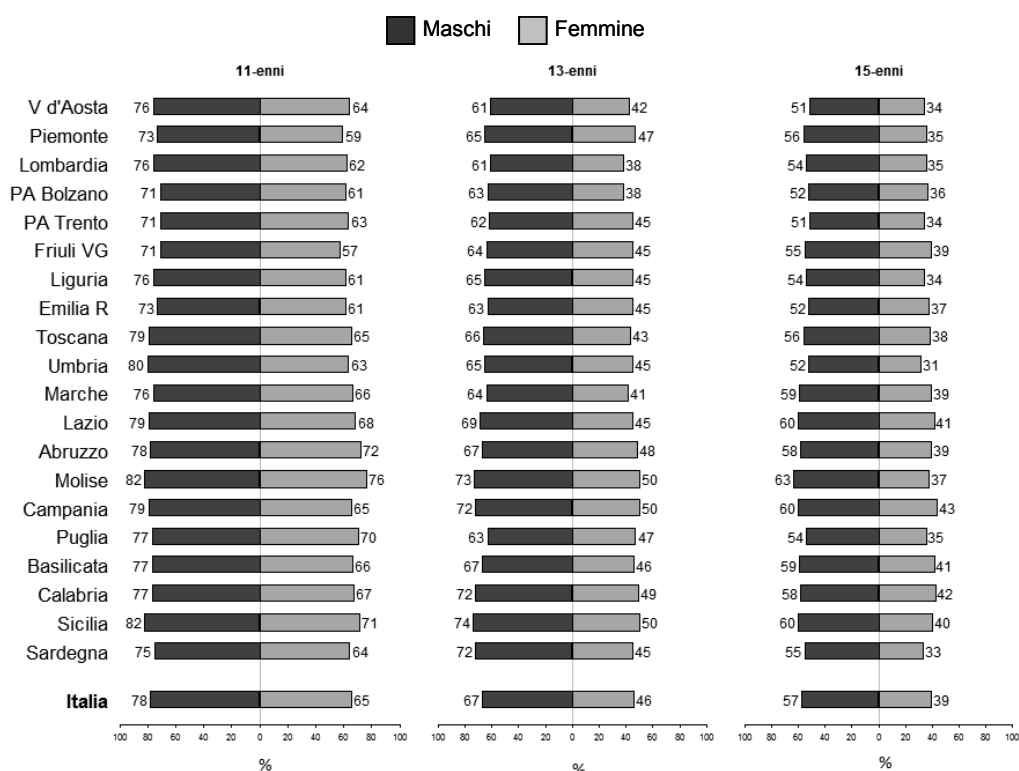 Maschi Femmine
11-enni 13-enni 15-enni
V d'Aosta 76 64 61 42 51 34
Piemonte 73 59 65 47 56 35
Lombardia 76 62 61 38 54 35
PA Bolzano 71 61 63 38 52 36
PA Trento 71 63 62 45 51 34
Friuli VG 71 57 64 45 55 39
Liguria 76 61 65 45 54 34
Emilia R 73 61 63 45 52 37
Toscana 79 65 66 43 56 38
Umbria 80 63 65 45 52 31
Marche 76 66 64 41 59 39
Lazio 79 68 69 45 60 41
Abruzzo 78 72 67 48 58 39
Molise 82 76 73 50 63 37
Campania 79 65 72 50 60 43
Puglia 77 70 63 47 54 35
Basilicata 77 66 67 46 59 41
Calabria 77 67 72 49 58 42
Sicilia 82 71 74 50 60 40
Sardegna 75 64 72 45 55 33
Italia 78 65 67 46 57 39
100 80 60 40 20 0 20 40 60 80 100 100 80 60 40 20 0 20 40 60 80 100 100 80 60 40 20 0 20 40 60 80 100
% % %